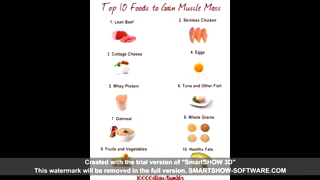 Top 10 Foods to Gain Muscle Mass
1. Lean Beef
2. Skinless Chicken
3. Cottage Cheese
4. Eggs
5. Whey Protein
6. Tuna and Other Fish
7. Oatmeal
8. Whole Grains
9. Fruits and Vegetables
10. Healthy Fats
Created with the trial version of "SmartSHOW 3D"
This watermark will be removed in the full version. SMARTSHOW-SOFTWARE.COM